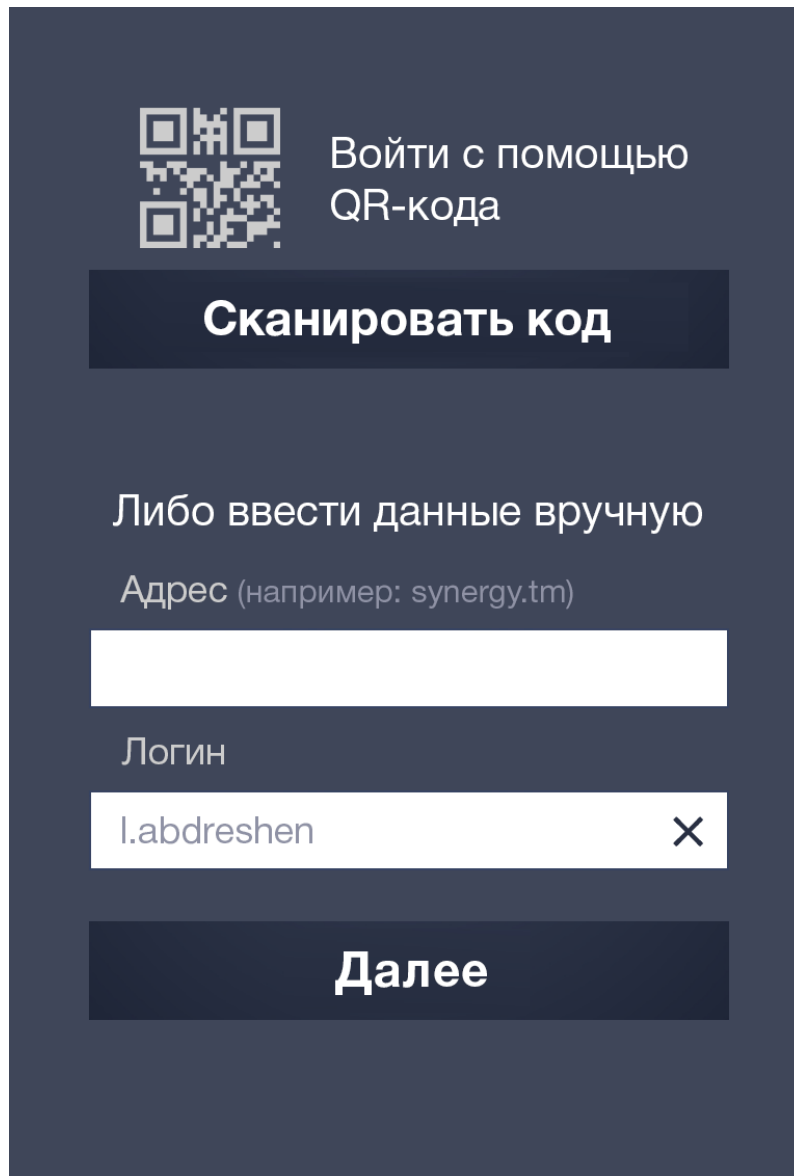 Войти с помощью
QR-кода
Сканировать код
Либо ввести данные вручную
Адрес (например: synergy.tm)
Логин
l.abdreshen
Далее